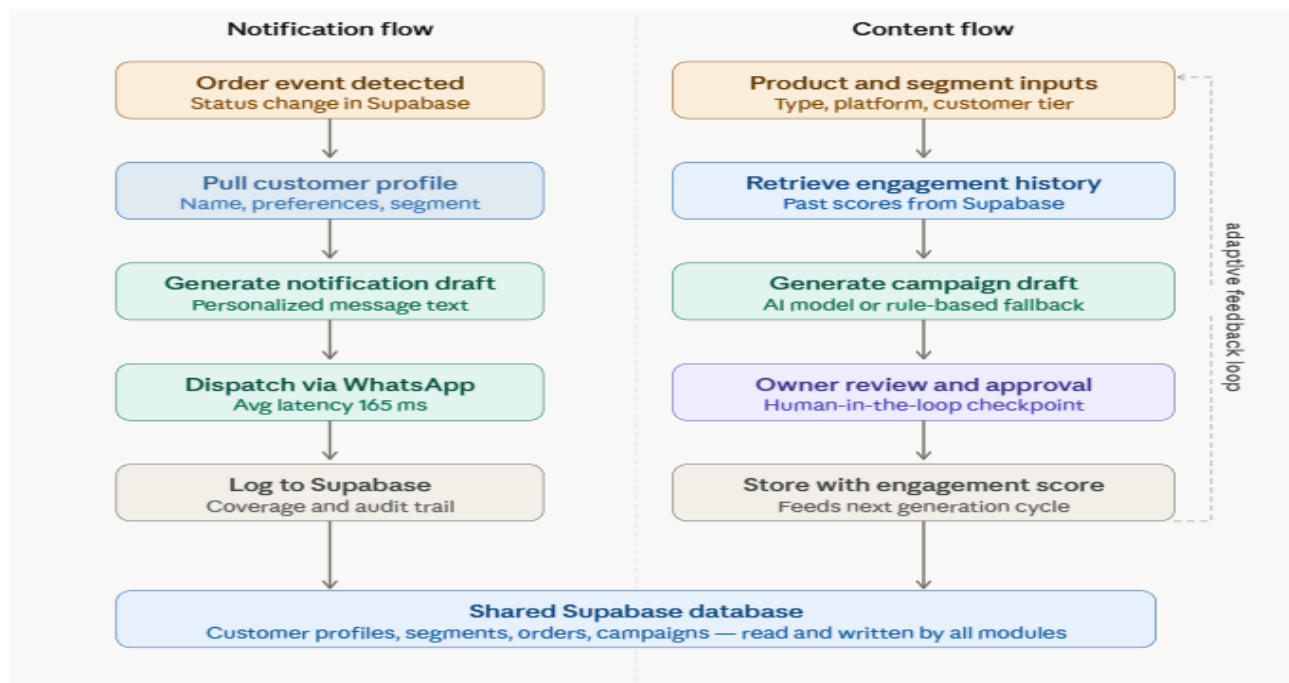 Notification flow
Order event detected
Status change in Supabase
Pull customer profile
Name, preferences, segment
Generate notification draft
Personalized message text
Dispatch via WhatsApp
Avg latency 165 ms
Log to Supabase
Coverage and audit trail
Content flow
Product and segment inputs
Type, platform, customer tier
Retrieve engagement history
Past scores from Supabase
Generate campaign draft
AI model or rule-based fallback
Owner review and approval
Human-in-the-loop checkpoint
Store with engagement score
Feeds next generation cycle
adaptive feedback loop
Shared Supabase database
Customer profiles, segments, orders, campaigns — read and written by all modules